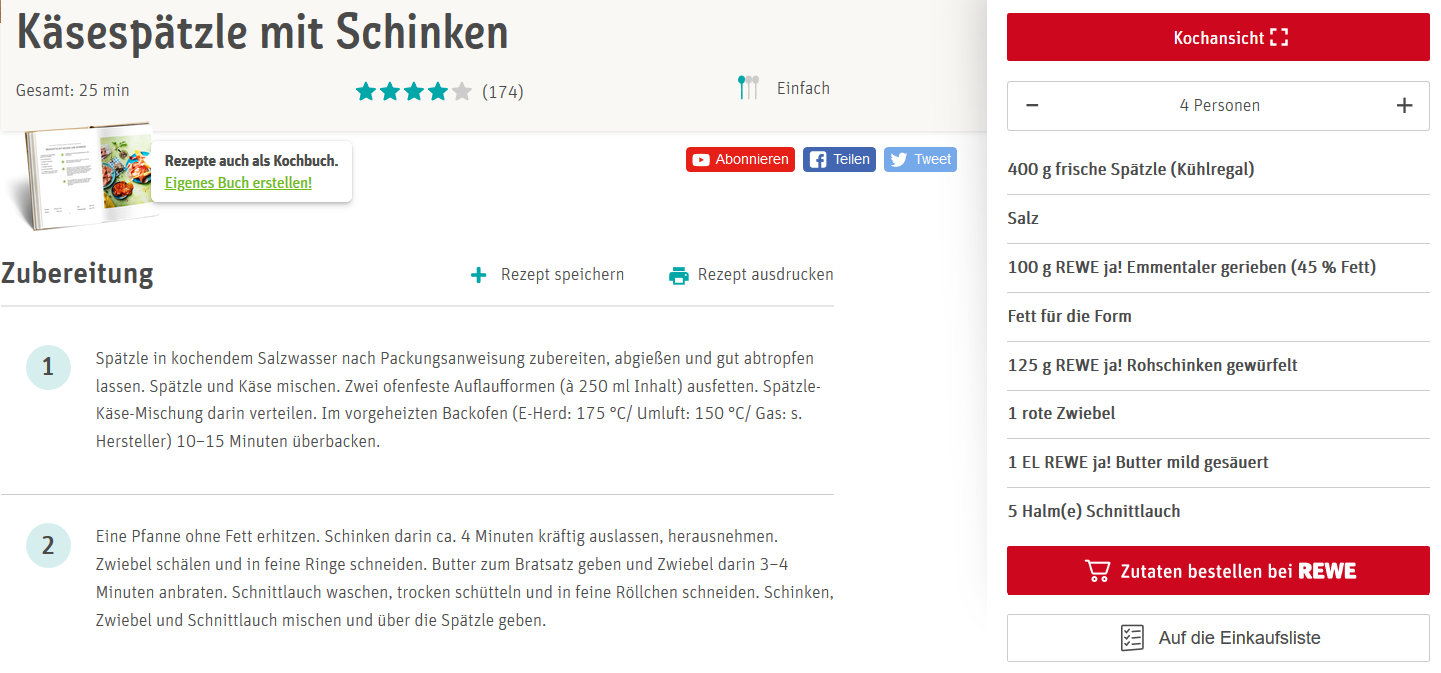 Käsespätzle mit Schinken
Gesamt: 25 min
(174)
Einfach
Rezepte auch als Kochbuch.
Eigenes Buch erstellen!
Abonnieren
Teilen
Tweet
Zubereitung
Rezept speichern
Rezept ausdrucken
1
Spätzle in kochendem Salzwasser nach Packungsanweisung zubereiten, abgießen und gut abtropfen
lassen. Spätzle und Käse mischen. Zwei ofenfeste Auflaufformen (à 250 ml Inhalt) ausfetten. Spätzle-
Käse-Mischung darin verteilen. Im vorgeheizten Backofen (E-Herd: 175 °C/ Umluft: 150 °C/ Gas: s.
Hersteller) 10–15 Minuten überbacken.
2
Eine Pfanne ohne Fett erhitzen. Schinken darin ca. 4 Minuten kräftig auslassen, herausnehmen.
Zwiebel schälen und in feine Ringe schneiden. Butter zum Bratsatz geben und Zwiebel darin 3–4
Minuten anbraten. Schnittlauch waschen, trocken schütteln und in feine Röllchen schneiden. Schinken,
Zwiebel und Schnittlauch mischen und über die Spätzle geben.
Kochansicht
− 4 Personen +
400 g frische Spätzle (Kühlregal)
Salz
100 g REWE ja! Emmentaler gerieben (45 % Fett)
Fett für die Form
125 g REWE ja! Rohschinken gewürfelt
1 rote Zwiebel
1 EL REWE ja! Butter mild gesäuert
5 Halm(e) Schnittlauch
Zutaten bestellen bei REWE
Auf die Einkaufsliste